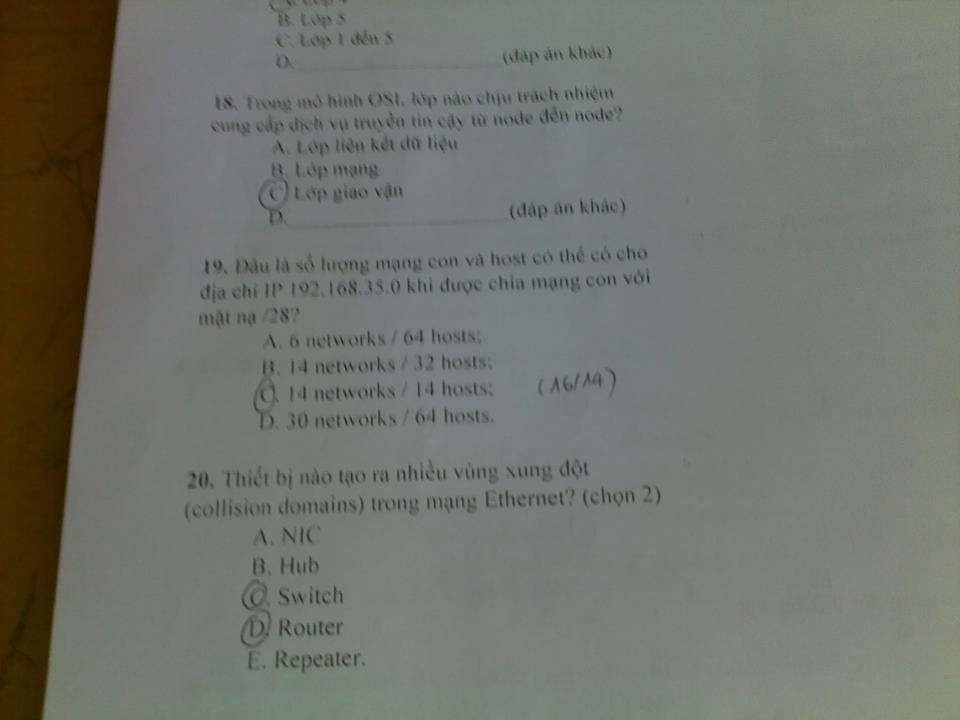 B. Lớp 5
C. Lớp 1 đến 5
D.____________________(đáp án khác)
18. Trong mô hình OSI, lớp nào chịu trách nhiệm
cung cấp dịch vụ truyền tin cậy từ node đến node?
A. Lớp liên kết dữ liệu
B. Lớp mạng
C Lớp giao vận
D.____________________(đáp án khác)
19. Đâu là số lượng mạng con và host có thể có cho
địa chỉ IP 192.168.35.0 khi được chia mạng con với
mặt nạ /28?
A. 6 networks / 64 hosts;
B. 14 networks / 32 hosts;
C. 14 networks / 14 hosts; (16/14)
D. 30 networks / 64 hosts.
20. Thiết bị nào tạo ra nhiều vùng xung đột
(collision domains) trong mạng Ethernet? (chọn 2)
A. NIC
B. Hub
C. Switch
D. Router
E. Repeater.